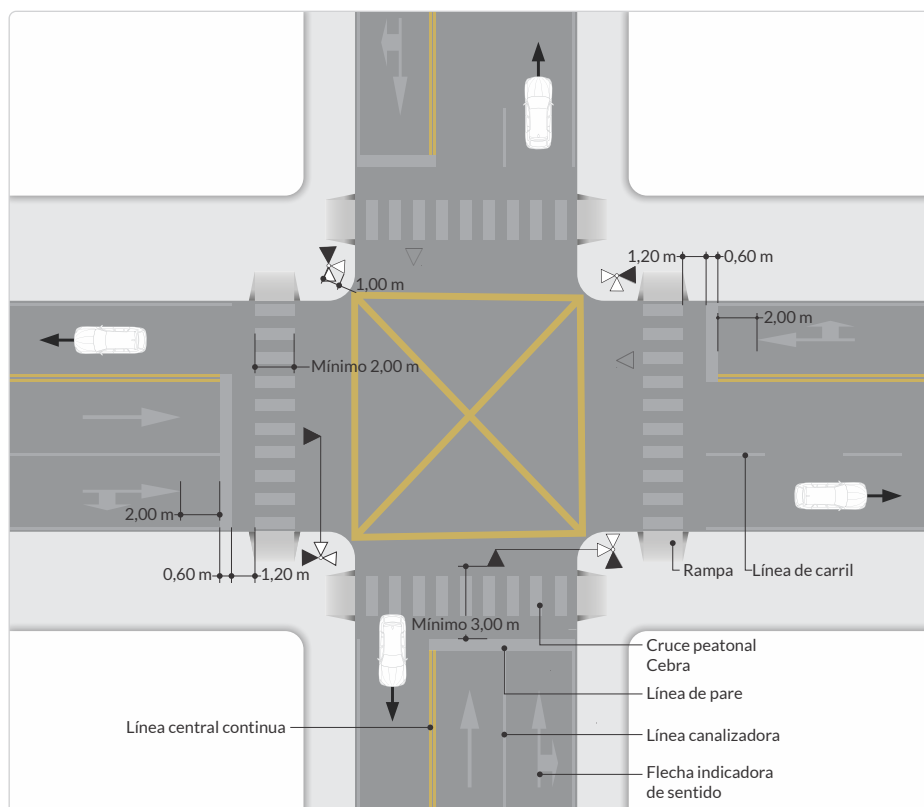 1,20 m
0,60 m
1,00 m
2,00 m
Mínimo 2,00 m
2,00 m
0,60 m
1,20 m
Rampa
Línea de carril
Mínimo 3,00 m
Cruce peatonal
Cebra
Línea de pare
Línea central continua
Línea canalizadora
Flecha indicadora
de sentido